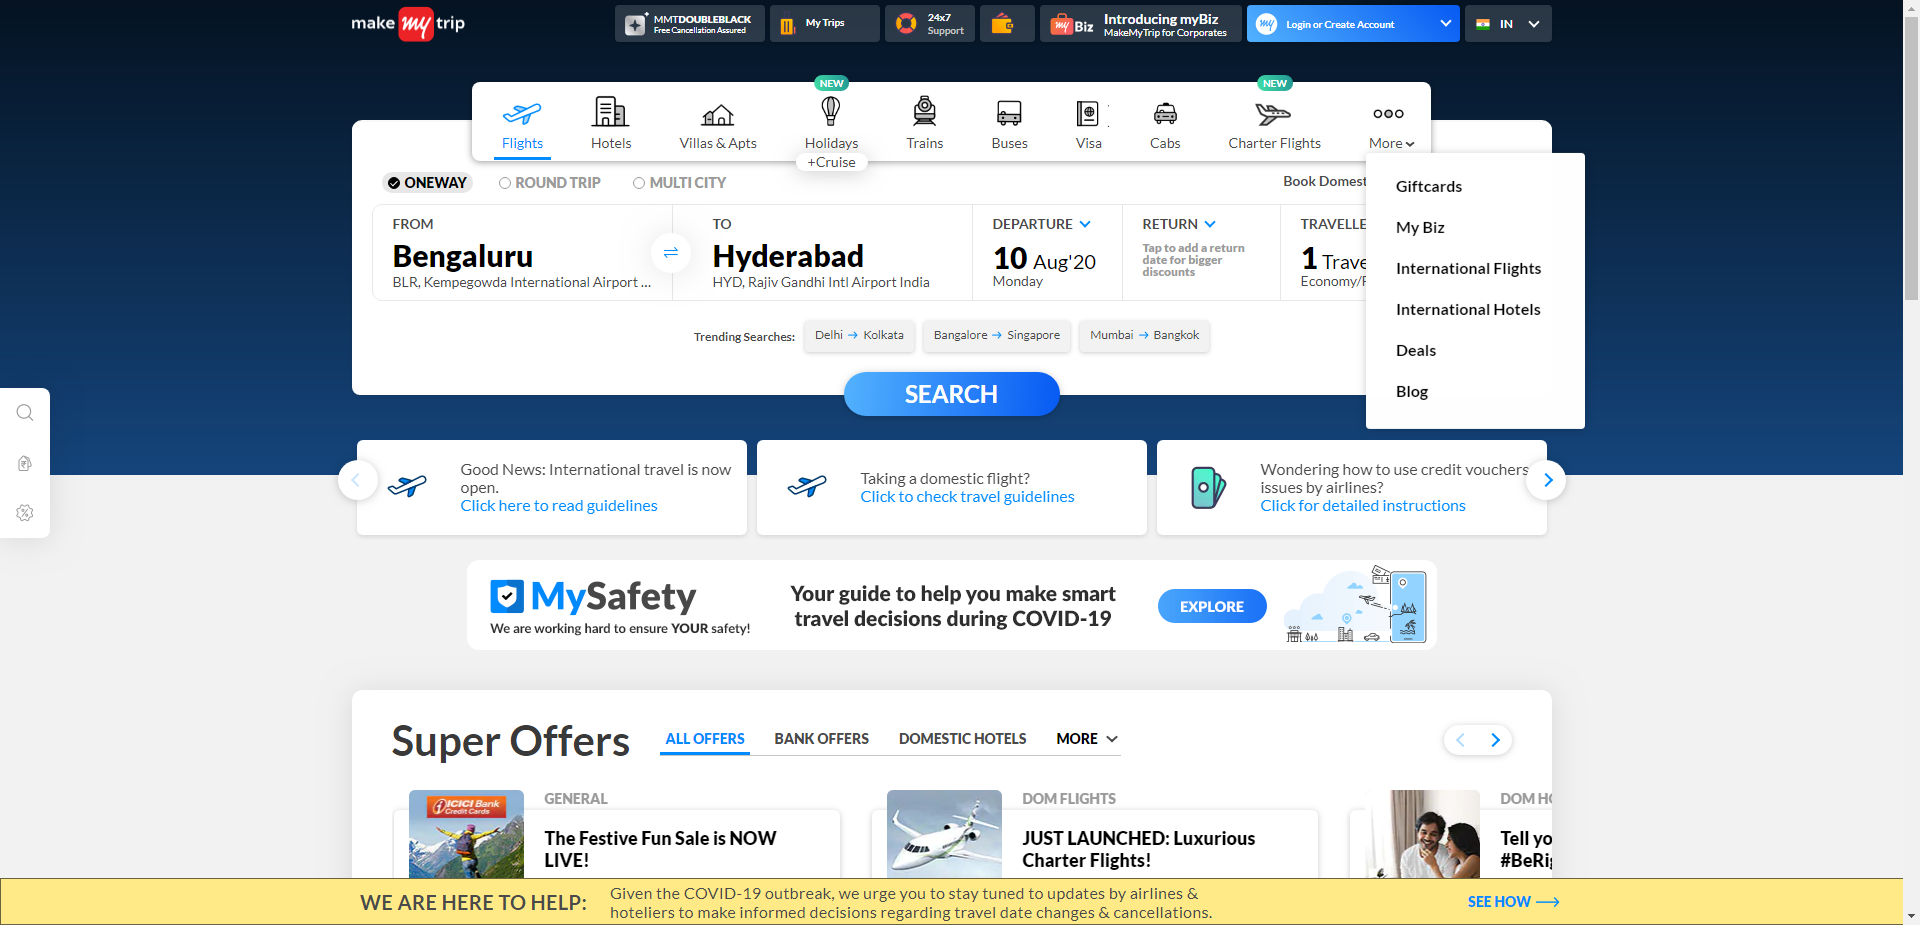 make my trip
MMTDOUBLEBLACK
Free Cancellation Assured
My Trips
24x7
Support
my Biz
Introducing myBiz
MakeMyTrip for Corporates
my
Login or Create Account
IN
NEW
NEW
Flights
Hotels
Villas & Apts
Holidays
+Cruise
Trains
Buses
Visa
Cabs
Charter Flights
More
Giftcards
My Biz
International Flights
International Hotels
Deals
Blog
ONEWAY
ROUND TRIP
MULTI CITY
Book Domest
FROM
Bengaluru
BLR, Kempegowda International Airport ...
TO
Hyderabad
HYD, Rajiv Gandhi Intl Airport India
DEPARTURE
10 Aug'20
Monday
RETURN
Tap to add a return
date for bigger
discounts
TRAVELLE
1 Trave
Economy/
Trending Searches:
Delhi → Kolkata
Bangalore → Singapore
Mumbai → Bangkok
SEARCH
Good News: International travel is now
open.
Click here to read guidelines
Taking a domestic flight?
Click to check travel guidelines
Wondering how to use credit vouchers
issues by airlines?
Click for detailed instructions
MySafety
We are working hard to ensure YOUR safety!
Your guide to help you make smart
travel decisions during COVID-19
EXPLORE
Super Offers
ALL OFFERS
BANK OFFERS
DOMESTIC HOTELS
MORE
ICICI Bank
Credit Cards
GENERAL
The Festive Fun Sale is NOW
LIVE!
DOM FLIGHTS
JUST LAUNCHED: Luxurious
Charter Flights!
DOM HO
Tell yo
#BeRig
WE ARE HERE TO HELP:
Given the COVID-19 outbreak, we urge you to stay tuned to updates by airlines &
hoteliers to make informed decisions regarding travel date changes & cancellations.
SEE HOW